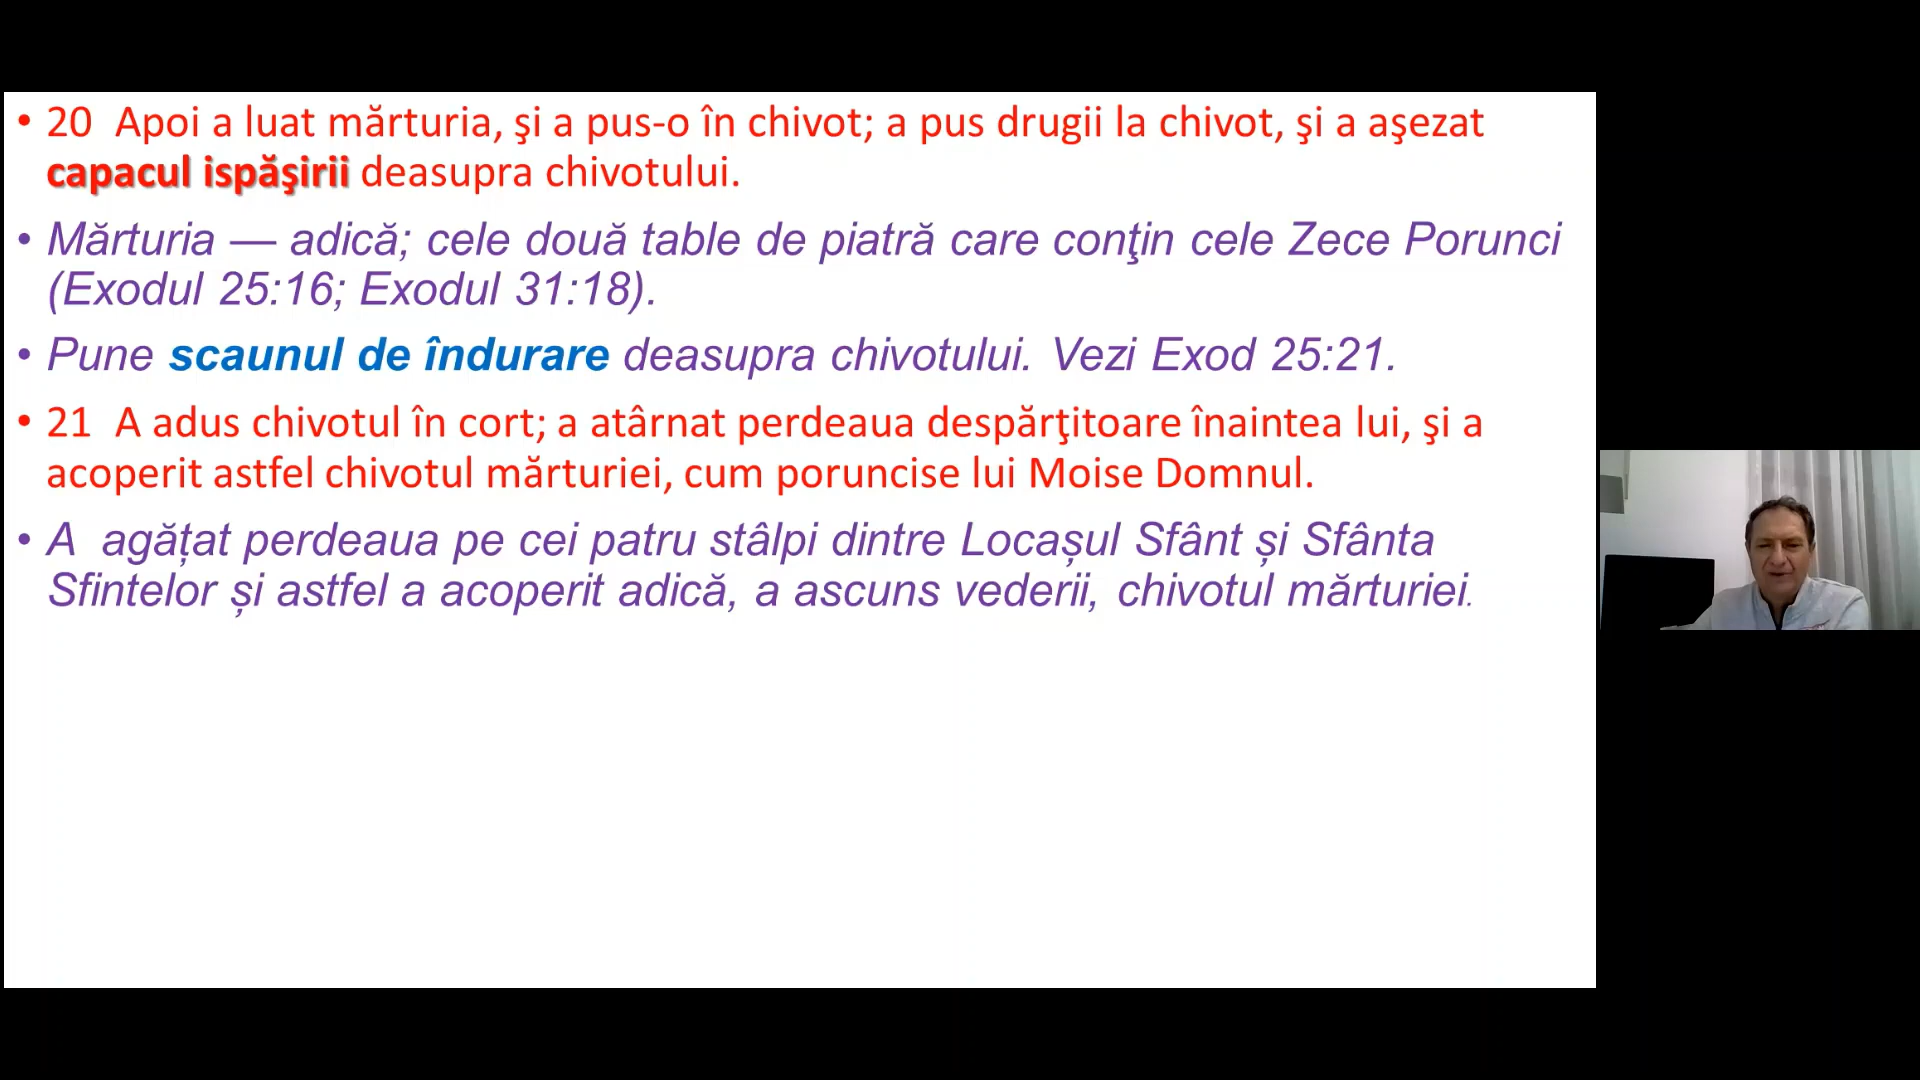 • 20  Apoi a luat mărturia, şi a pus-o în chivot; a pus drugii la chivot, şi a aşezat
capacul ispăşirii deasupra chivotului.
• Mărturia — adică; cele două table de piatră care conţin cele Zece Porunci
(Exodul 25:16; Exodul 31:18).
• Pune scaunul de îndurare deasupra chivotului. Vezi Exod 25:21.
• 21  A adus chivotul în cort; a atârnat perdeaua despărţitoare înaintea lui, şi a
acoperit astfel chivotul mărturiei, cum poruncise lui Moise Domnul.
• A  agățat perdeaua pe cei patru stâlpi dintre Locașul Sfânt și Sfânta
Sfintelor și astfel a acoperit adică, a ascuns vederii, chivotul mărturiei.